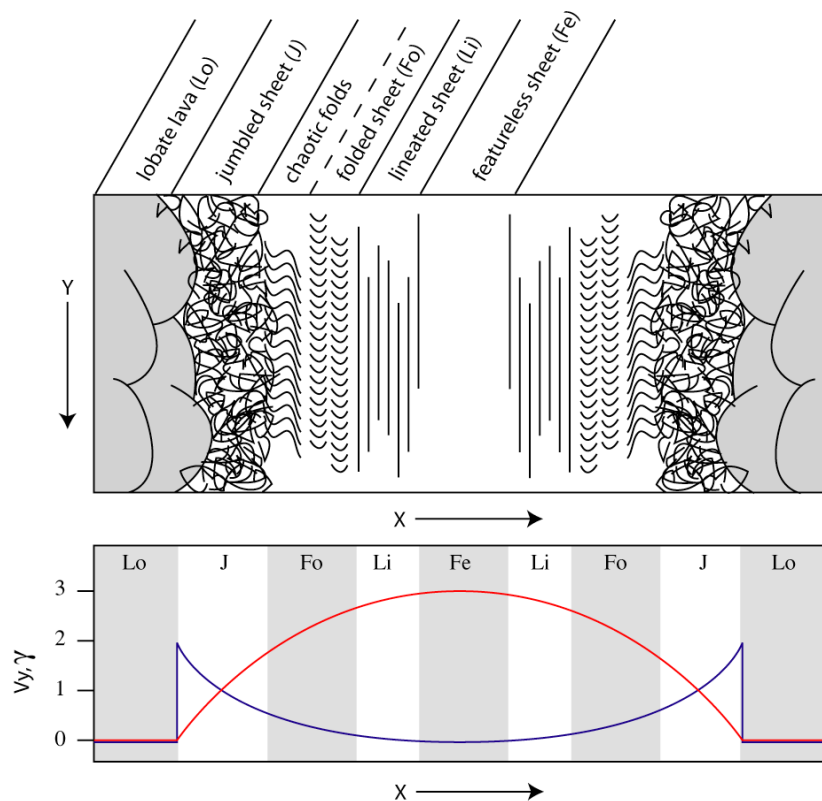 lobate lava (Lo)
jumbled sheet (J)
chaotic folds
folded sheet (Fo)
lineated sheet (Li)
featureless sheet (Fe)
Y
X
Lo J Fo Li Fe Li Fo J Lo
3
2
1
0
Vy, γ
X